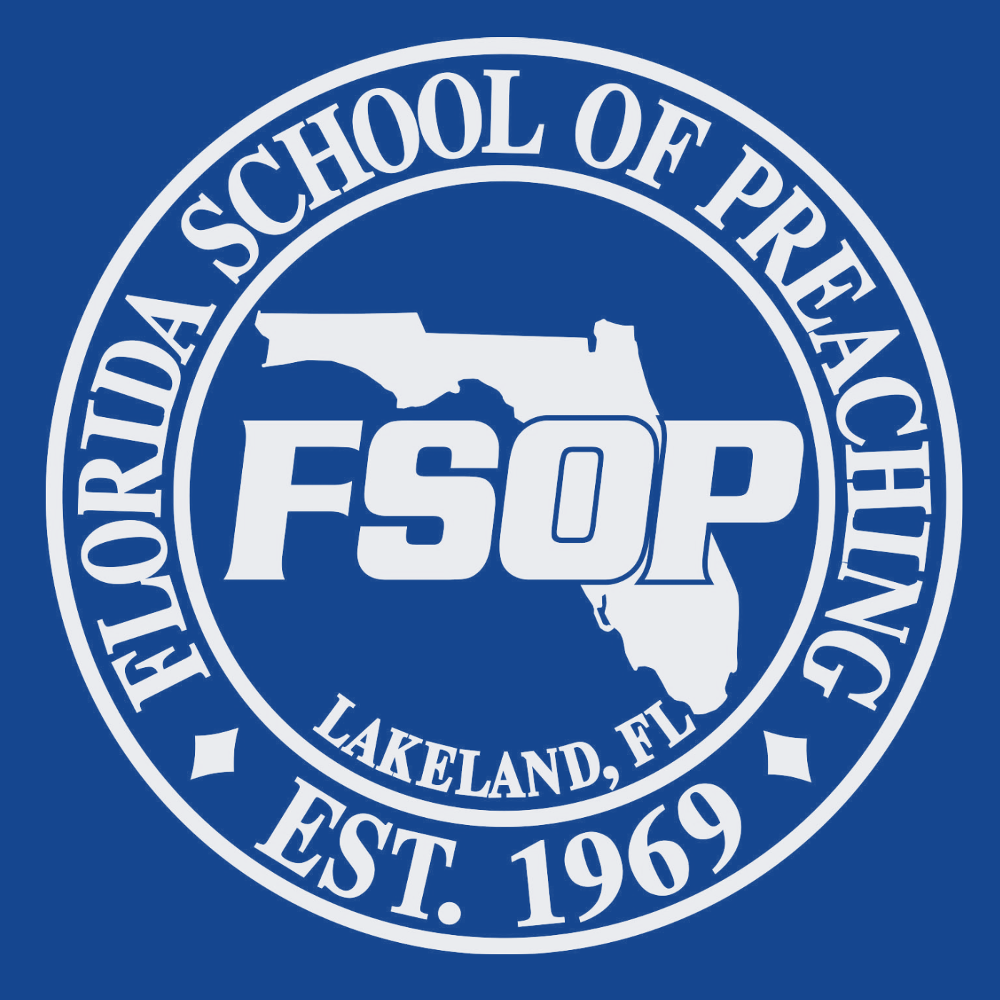 FLORIDA SCHOOL OF PREACHING
FSOP
LAKELAND, FL
EST. 1969